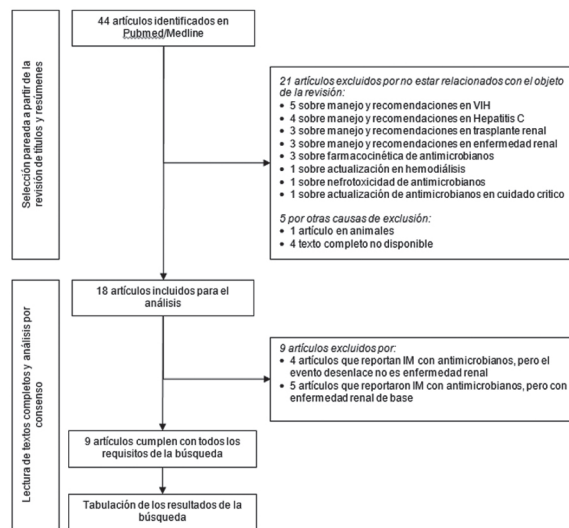 44 artículos identificados en
Pubmed/Medline
Selección pareada a partir de la
revisión de títulos y resúmenes
21 artículos excluidos por no estar relacionados con el objeto
de la revisión:
• 5 sobre manejo y recomendaciones en VIH
• 4 sobre manejo y recomendaciones en Hepatitis C
• 3 sobre manejo y recomendaciones en trasplante renal
• 3 sobre manejo y recomendaciones en enfermedad renal
• 3 sobre farmacocinética de antimicrobianos
• 1 sobre actualización en hemodiálisis
• 1 sobre nefrotoxicidad de antimicrobianos
• 1 sobre actualización de antimicrobianos en cuidado crítico
5 por otras causas de exclusión:
• 1 artículo en animales
• 4 texto completo no disponible
18 artículos incluidos para el
análisis
Lectura de textos completos y análisis por
consenso
9 artículos excluidos por:
• 4 artículos que reportan IM con antimicrobianos, pero el
evento desenlace no es enfermedad renal
• 5 artículos que reportaron IM con antimicrobianos, pero con
enfermedad renal de base
9 artículos cumplen con todos los
requisitos de la búsqueda
Tabulación de los resultados de la
búsqueda